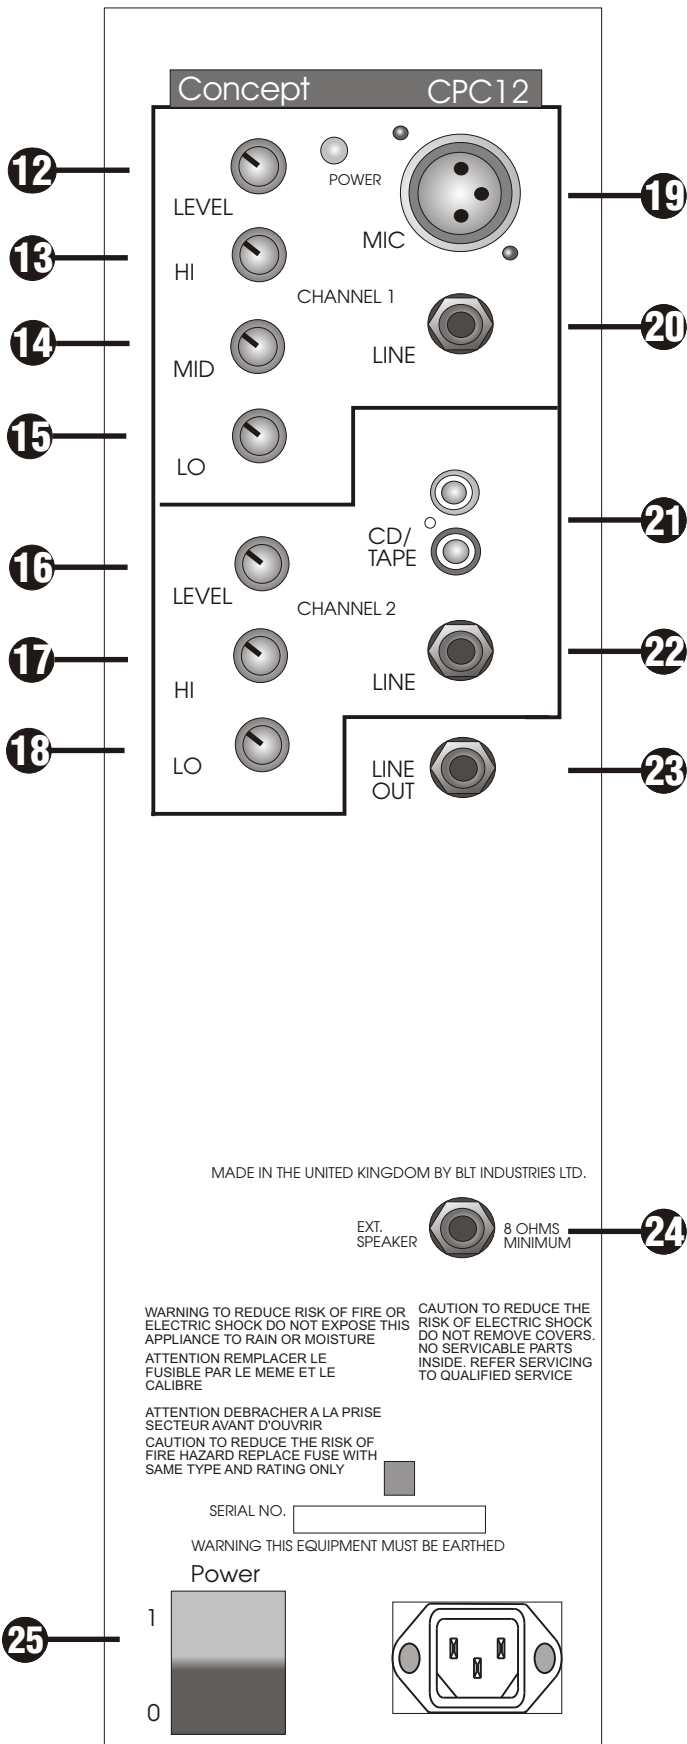 Concept CPC12
12
LEVEL
POWER
19
MIC
13
HI
CHANNEL 1
20
LINE
14
MID
15
LO
21
CD/
TAPE
16
LEVEL
CHANNEL 2
22
LINE
17
HI
18
LO
23
LINE
OUT
MADE IN THE UNITED KINGDOM BY BLT INDUSTRIES LTD.
EXT.
SPEAKER
8 OHMS
MINIMUM
24
WARNING TO REDUCE RISK OF FIRE OR
ELECTRIC SHOCK DO NOT EXPOSE THIS
APPLIANCE TO RAIN OR MOISTURE
ATTENTION REMPLACER LE
FUSIBLE PAR LE MEME ET LE
CALIBRE
ATTENTION DEBRACHER A LA PRISE
SECTEUR AVANT D'OUVRIR
CAUTION TO REDUCE THE RISK OF
FIRE HAZARD REPLACE FUSE WITH
SAME TYPE AND RATING ONLY
CAUTION TO REDUCE THE
RISK OF ELECTRIC SHOCK
DO NOT REMOVE COVERS.
NO SERVICABLE PARTS
INSIDE. REFER SERVICING
TO QUALIFIED SERVICE
SERIAL NO.
WARNING THIS EQUIPMENT MUST BE EARTHED
Power
1
25
0